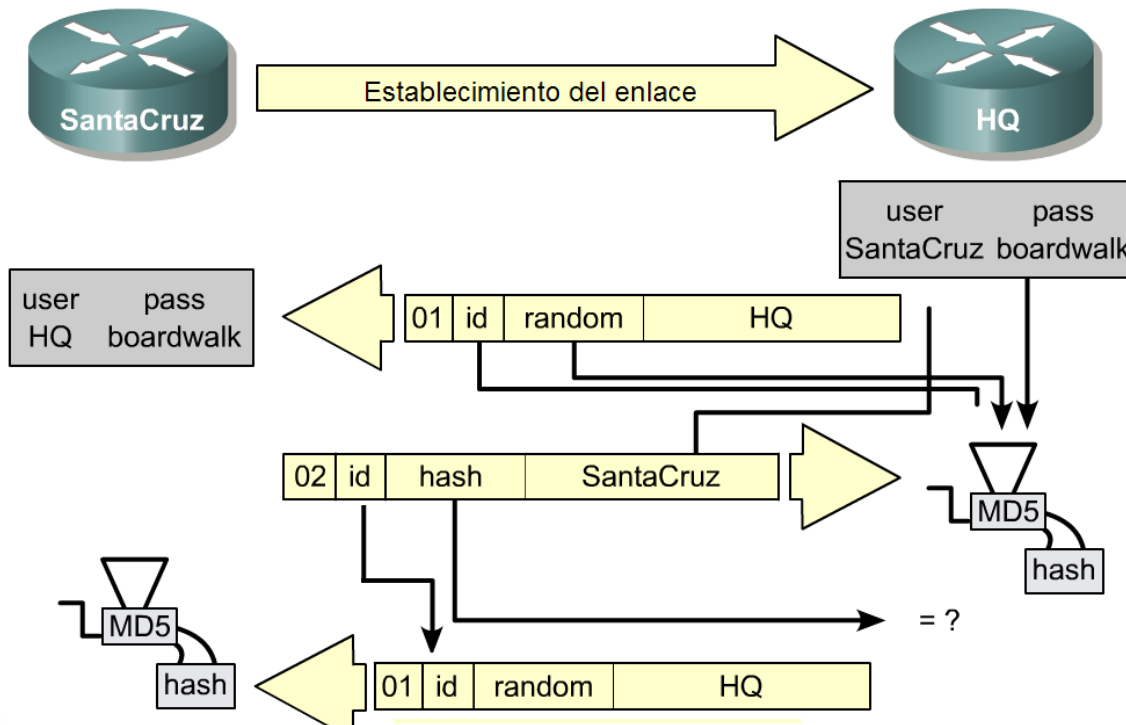 Establecimiento del enlace
SantaCruz
HQ
user pass
SantaCruz boardwalk
user pass
HQ boardwalk
01 id random HQ
02 id hash SantaCruz
MD5
hash
= ?
MD5
hash
01 id random HQ